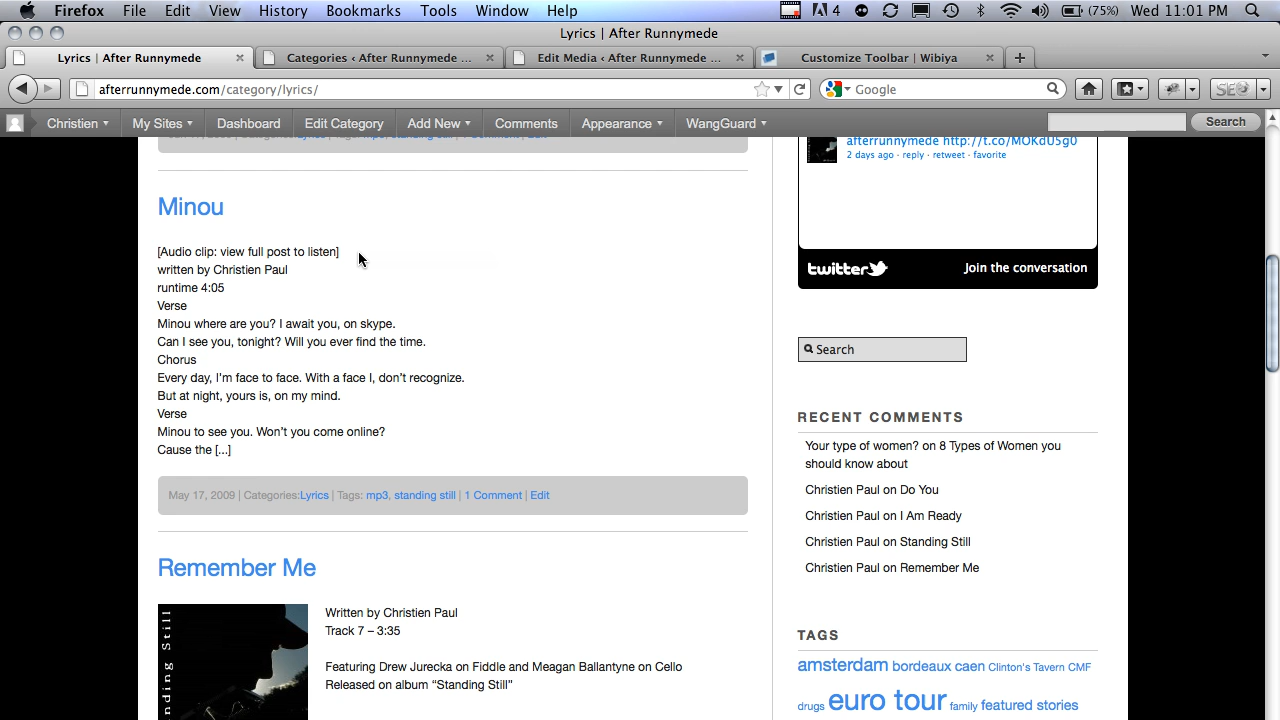 Firefox File Edit View History Bookmarks Tools Window Help 4 (75%) Wed 11:01 PM
Lyrics | After Runnymede
Lyrics | After Runnymede Categories ‹ After Runnymede ... Edit Media ‹ After Runnymede ... Customize Toolbar | Wibiya
afterrunnymede.com/category/lyrics/ Google SEO
Christien My Sites Dashboard Edit Category Add New Comments Appearance WangGuard Search
Minou
[Audio clip: view full post to listen]
written by Christien Paul
runtime 4:05
Verse
Minou where are you? I await you, on skype.
Can I see you, tonight? Will you ever find the time.
Chorus
Every day, I'm face to face. With a face I, don't recognize.
But at night, yours is, on my mind.
Verse
Minou to see you. Won't you come online?
Cause the [...]
May 17, 2009 | Categories:Lyrics | Tags: mp3, standing still | 1 Comment | Edit
Remember Me
nding Still
Written by Christien Paul
Track 7 – 3:35
Featuring Drew Jurecka on Fiddle and Meagan Ballantyne on Cello
Released on album “Standing Still”
afterrunnymede http://t.co/MOKdU5g0
2 days ago · reply · retweet · favorite
twitter Join the conversation
Search
RECENT COMMENTS
Your type of women? on 8 Types of Women you
should know about
Christien Paul on Do You
Christien Paul on I Am Ready
Christien Paul on Standing Still
Christien Paul on Remember Me
TAGS
amsterdam bordeaux caen Clinton's Tavern CMF
drugs euro tour family featured stories